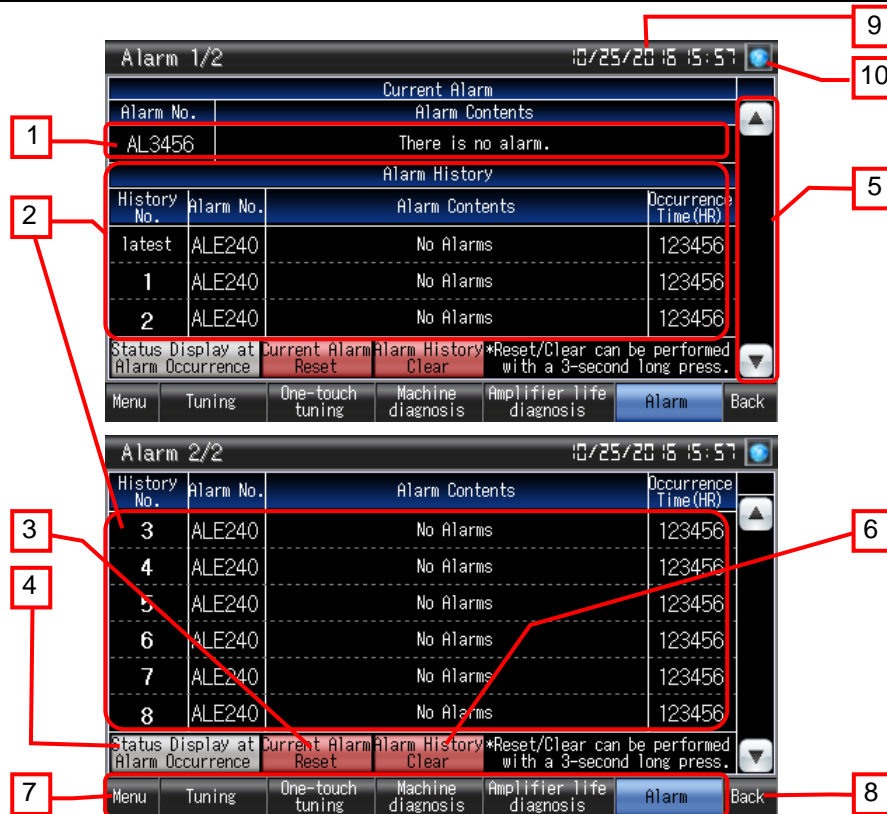 9
Alarm 1/2 10/25/2016 15:57
10
Current Alarm
Alarm No. Alarm Contents
1
AL3456 There is no alarm.
Alarm History
5
2
History No. Alarm No. Alarm Contents Occurrence Time(HR)
latest ALE240 No Alarms 123456
1 ALE240 No Alarms 123456
2 ALE240 No Alarms 123456
Status Display at Alarm Occurrence Current Alarm Reset Alarm History Clear *Reset/Clear can be performed with a 3-second long press.
Menu Tuning One-touch tuning Machine diagnosis Amplifier life diagnosis Alarm Back
Alarm 2/2 10/25/2016 15:57
History No. Alarm No. Alarm Contents Occurrence Time(HR)
3
3 ALE240 No Alarms 123456
6
4 ALE240 No Alarms 123456
4
5 ALE240 No Alarms 123456
6 ALE240 No Alarms 123456
7 ALE240 No Alarms 123456
8 ALE240 No Alarms 123456
Status Display at Alarm Occurrence Current Alarm Reset Alarm History Clear *Reset/Clear can be performed with a 3-second long press.
7
Menu Tuning One-touch tuning Machine diagnosis Amplifier life diagnosis Alarm Back
8